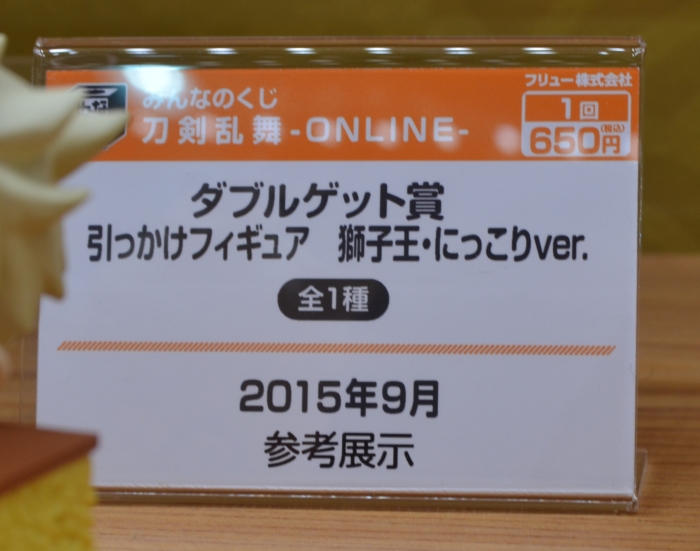 フリュー株式会社
みんなのくじ
刀剣乱舞-ONLINE-
1回
650円(税込)
ダブルゲット賞
引っかけフィギュア 獅子王・にっこりver.
全1種
2015年9月
参考展示